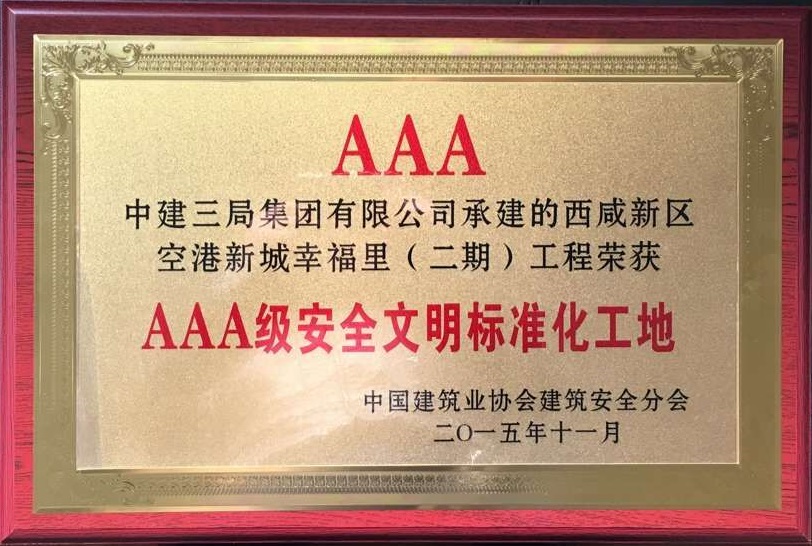 AAA
中建三局集团有限公司承建的西咸新区
空港新城幸福里（二期）工程荣获
AAA级安全文明标准化工地
中国建筑业协会建筑安全分会
二〇一五年十一月